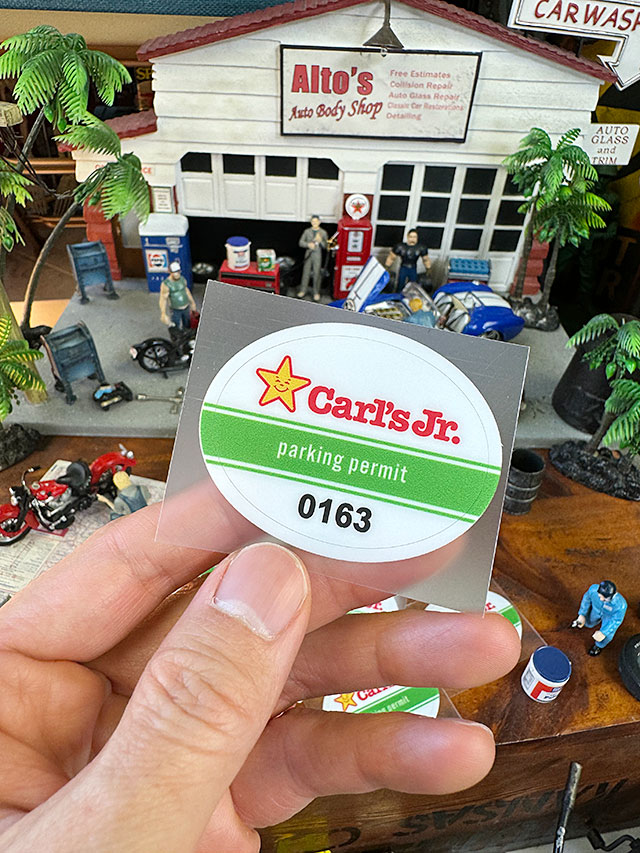 CARWASH
Alto's
Auto Body Shop
Free Estimates
Collision Repair
Auto Glass Repair
Classic Car Restorations
Detailing
AUTO
GLASS
and
TRIM
Carl's Jr.
parking permit
0163